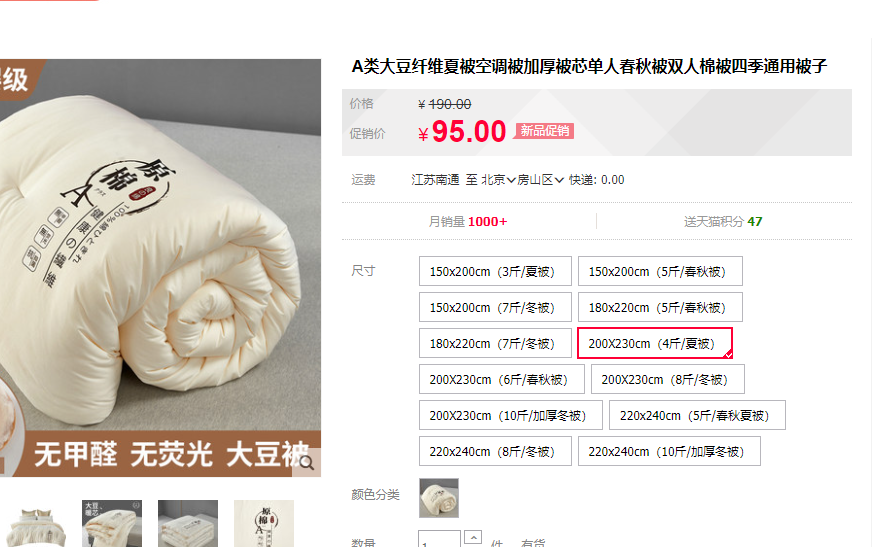 A类大豆纤维夏被空调被加厚被芯单人春秋被双人棉被四季通用被子
级
价格 ¥ 190.00
促销价 ¥ 95.00 新品促销
运费 江苏南通 至 北京 房山区 快递: 0.00
月销量 1000+ 送天猫积分 47
尺寸
150x200cm（3斤/夏被） 150x200cm（5斤/春秋被）
150x200cm（7斤/冬被） 180x220cm（5斤/春秋被）
180x220cm（7斤/冬被） 200X230cm（4斤/夏被）
200X230cm（6斤/春秋被） 200X230cm（8斤/冬被）
200X230cm（10斤/加厚冬被） 220x240cm（5斤/春秋夏被）
220x240cm（8斤/冬被） 220x240cm（10斤/加厚冬被）
原棉
A
无甲醛 无荧光 大豆被
颜色分类
大豆
暖芯
原棉
A
数量 1 件 有货